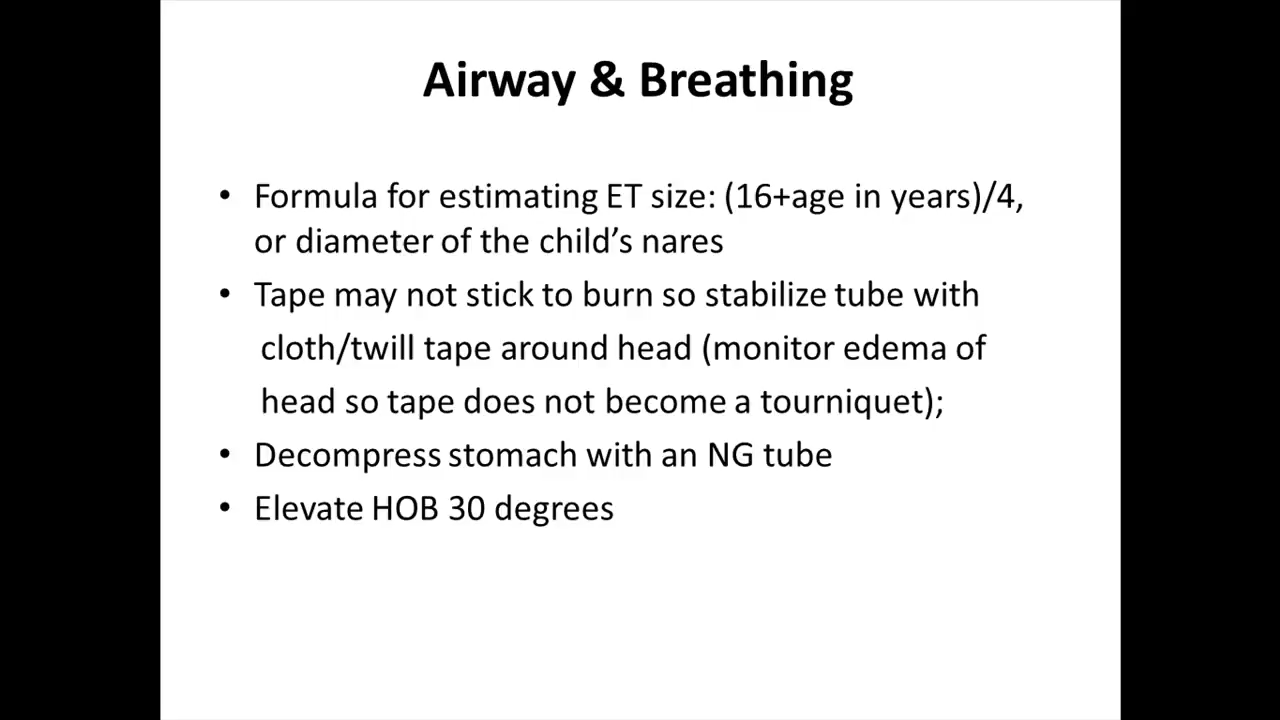 Airway & Breathing
• Formula for estimating ET size: (16+age in years)/4,
or diameter of the child's nares
• Tape may not stick to burn so stabilize tube with
cloth/twill tape around head (monitor edema of
head so tape does not become a tourniquet);
• Decompress stomach with an NG tube
• Elevate HOB 30 degrees